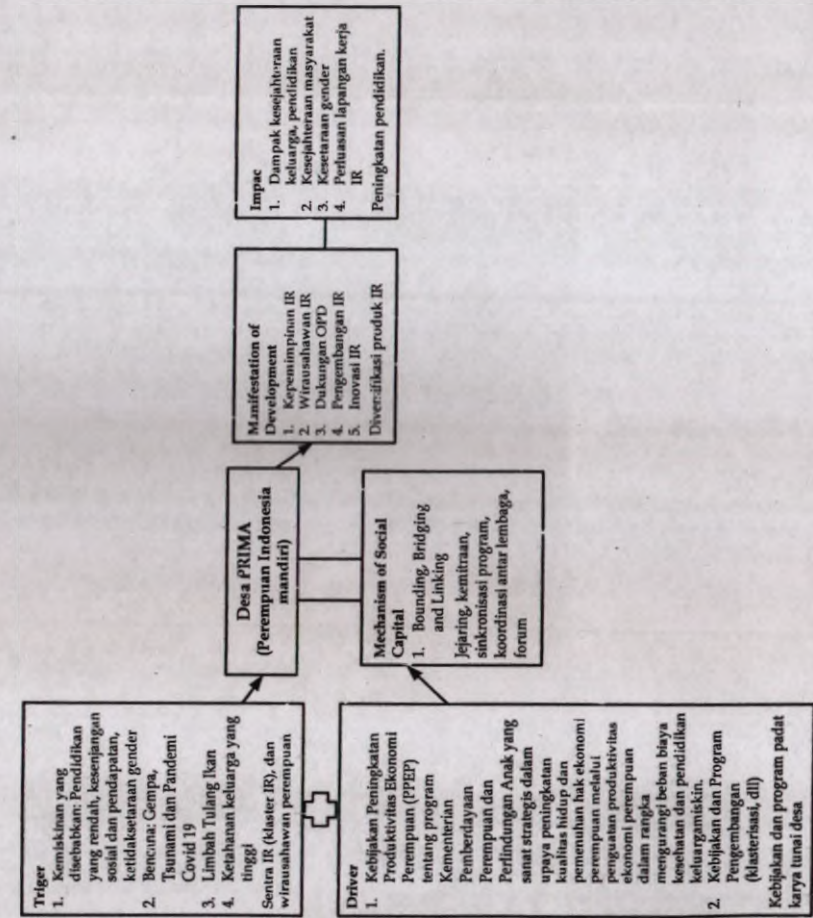 Triger
1. Kemiskinan yang
disebabkan: Pendidikan
yang rendah, kesenjangan
sosial dan pendapatan,
ketidaksetaraan gender
2. Bencuna: Gempa,
Tsunami dan Pandemi
Covid 19
3. Limbah Tulang Ikan
4. Ketahanan keluarga yang
tinggi
Sentra IR (klaster IR), dan
wirausahawan perempuan
Driver
1. Kebijakan Peningkatan
Produktivitas Ekonomi
Perempuan (PPEP)
tentang program
Kementerian
Pemberdayaan
Perempuan dan
Perlindungan Anak yang
sanat strategis dalam
upaya peningkatan
kualitas hidup dan
pemenuhan hak ekonomi
perempuan melalui
penguatan produktivitas
ekonomi perempuan
dalam rangka
mengurangi beban biaya
kesehatan dan pendidikan
keluargamiskin.
2. Kebijakan dan Program
Pengembangan
(klasterisasi, dll)
Kebijakan dan program padat
karya tunai desa
Desa PRIMA
(Perempuan Indonesia
mandiri)
Mechanism of Social
Capital
1. Bounding, Bridging
and Linking
Jejaring, kemitraan,
sinkronisasi program,
koordinasi antar lembaga,
forum
Manifestation of
Development
1. Kepemimpinan IR
2. Wirausahawan IR
3. Dukungan OPD
4. Pengembangan IR
5. Inovasi IR
Diversifikasi produk IR
Impac
1. Dampak kesejahteraan
keluarga, pendidikan
2. Kesejahteraan masyarakat
3. Kesetaraan gender
4. Perluasan lapangan kerja
IR
Peningkatan pendidikan.